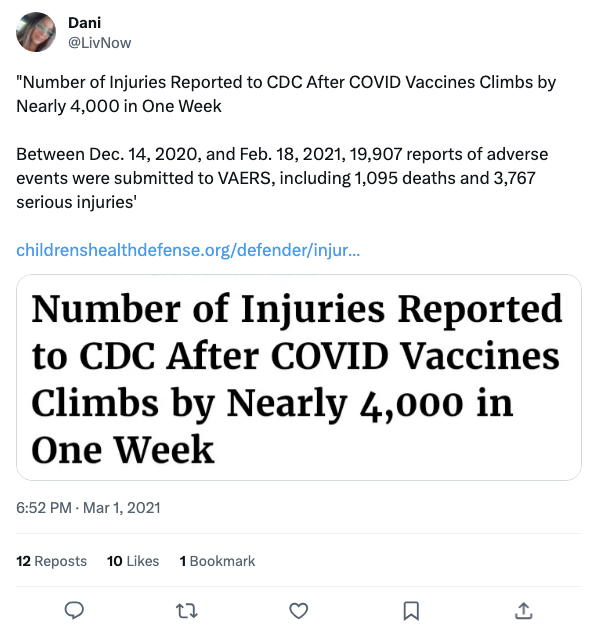 Dani
@LivNow
"Number of Injuries Reported to CDC After COVID Vaccines Climbs by
Nearly 4,000 in One Week
Between Dec. 14, 2020, and Feb. 18, 2021, 19,907 reports of adverse
events were submitted to VAERS, including 1,095 deaths and 3,767
serious injuries'
childrenshealthdefense.org/defender/injur...
Number of Injuries Reported
to CDC After COVID Vaccines
Climbs by Nearly 4,000 in
One Week
6:52 PM · Mar 1, 2021
12 Reposts 10 Likes 1 Bookmark